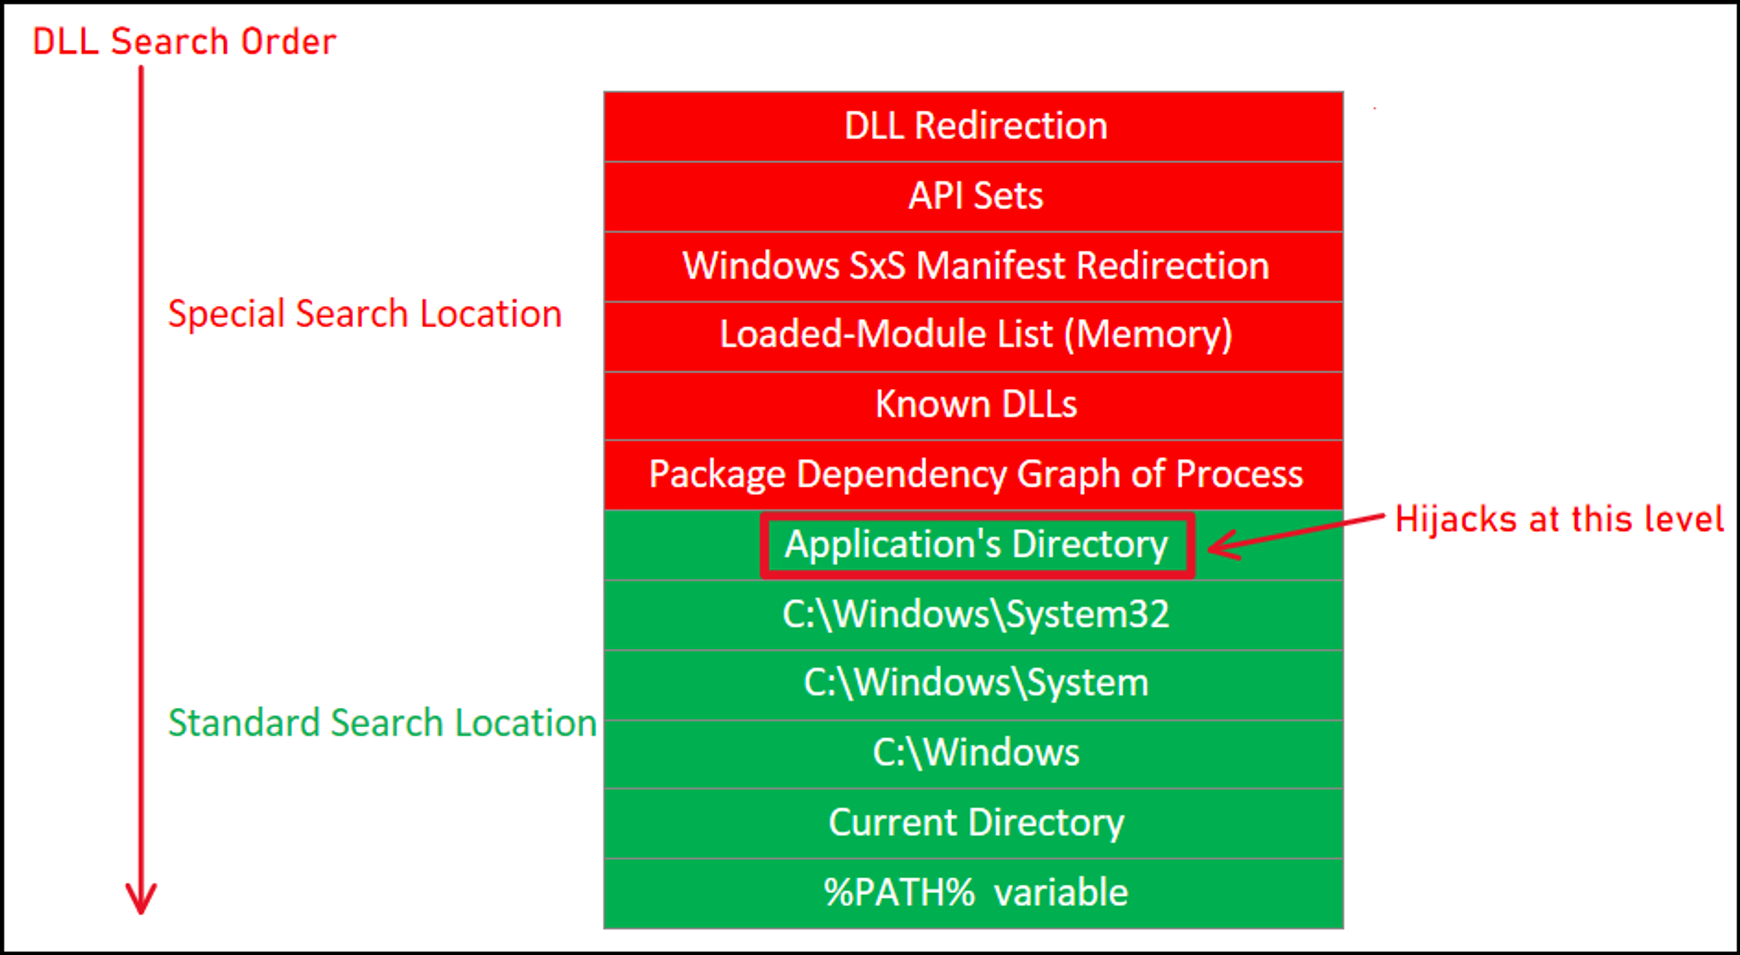 DLL Search Order
DLL Redirection
API Sets
Windows SxS Manifest Redirection
Special Search Location
Loaded-Module List (Memory)
Known DLLs
Package Dependency Graph of Process
Hijacks at this level
Application's Directory
C:\Windows\System32
C:\Windows\System
Standard Search Location
C:\Windows
Current Directory
%PATH% variable